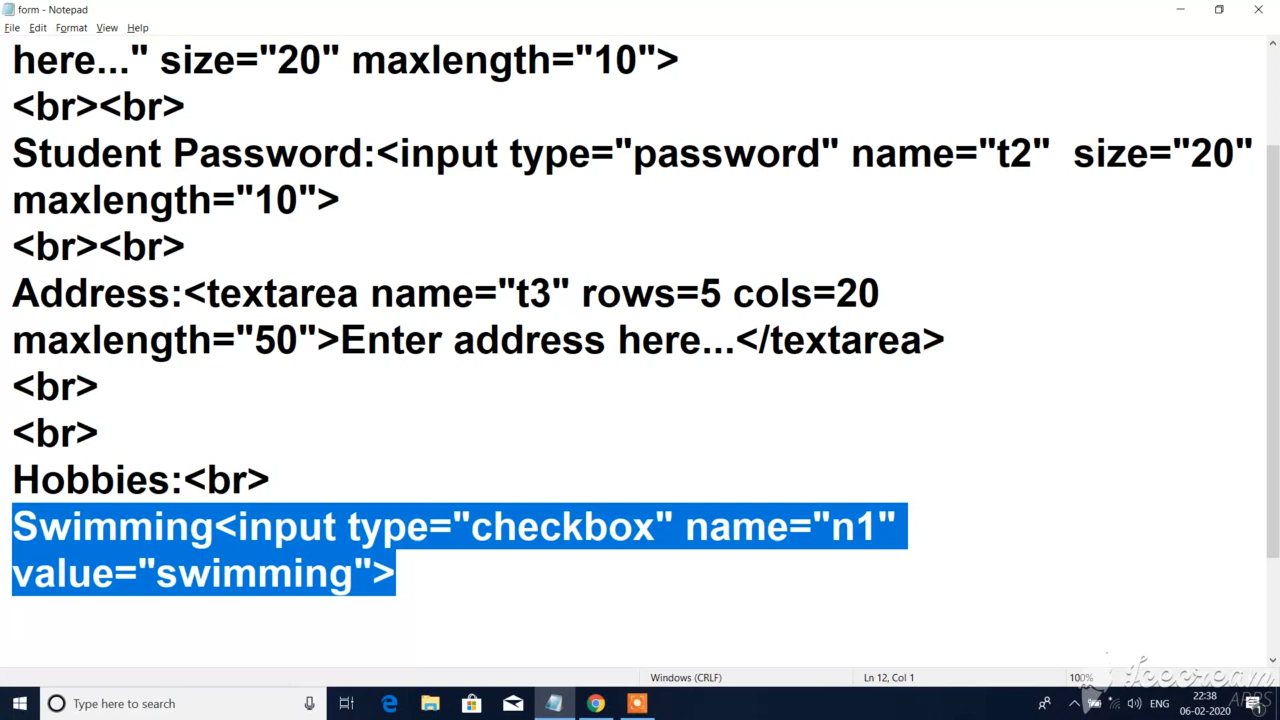 form - Notepad
File Edit Format View Help
here..." size="20" maxlength="10">
<br><br>
Student Password:<input type="password" name="t2"  size="20"
maxlength="10">
<br><br>
Address:<textarea name="t3" rows=5 cols=20
maxlength="50">Enter address here...</textarea>
<br>
<br>
Hobbies:<br>
Swimming<input type="checkbox" name="n1"
value="swimming">
Windows (CRLF) Ln 12, Col 1 100%
icecream
APPS
Type here to search
ENG
22:38
06-02-2020
1